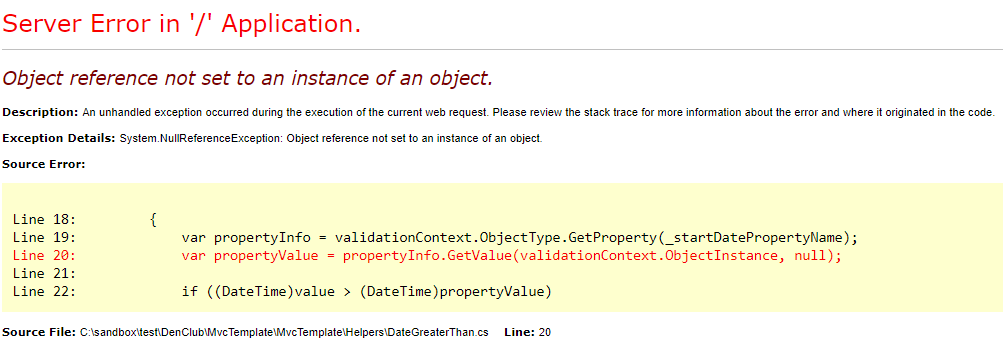 Server Error in '/' Application.
Object reference not set to an instance of an object.
Description: An unhandled exception occurred during the execution of the current web request. Please review the stack trace for more information about the error and where it originated in the code.
Exception Details: System.NullReferenceException: Object reference not set to an instance of an object.
Source Error:
Line 18:         {
Line 19:             var propertyInfo = validationContext.ObjectType.GetProperty(_startDatePropertyName);
Line 20:             var propertyValue = propertyInfo.GetValue(validationContext.ObjectInstance, null);
Line 21:
Line 22:             if ((DateTime)value > (DateTime)propertyValue)
Source File: C:\sandbox\test\DenClub\MvcTemplate\MvcTemplate\Helpers\DateGreaterThan.cs    Line: 20